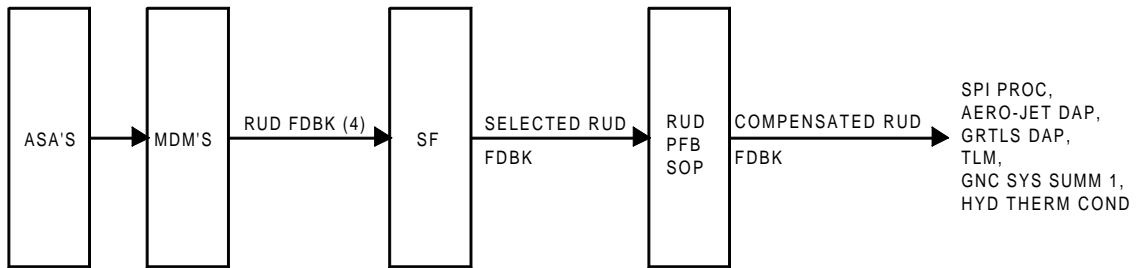 ASA'S
MDM'S
RUD FDBK (4)
SF
SELECTED RUD
FDBK
RUD
PFB
SOP
COMPENSATED RUD
FDBK
SPI PROC,
AERO-JET DAP,
GRTLS DAP,
TLM,
GNC SYS SUMM 1,
HYD THERM COND